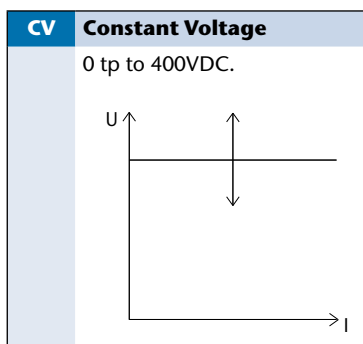 CV Constant Voltage
0 tp to 400VDC.
U
I